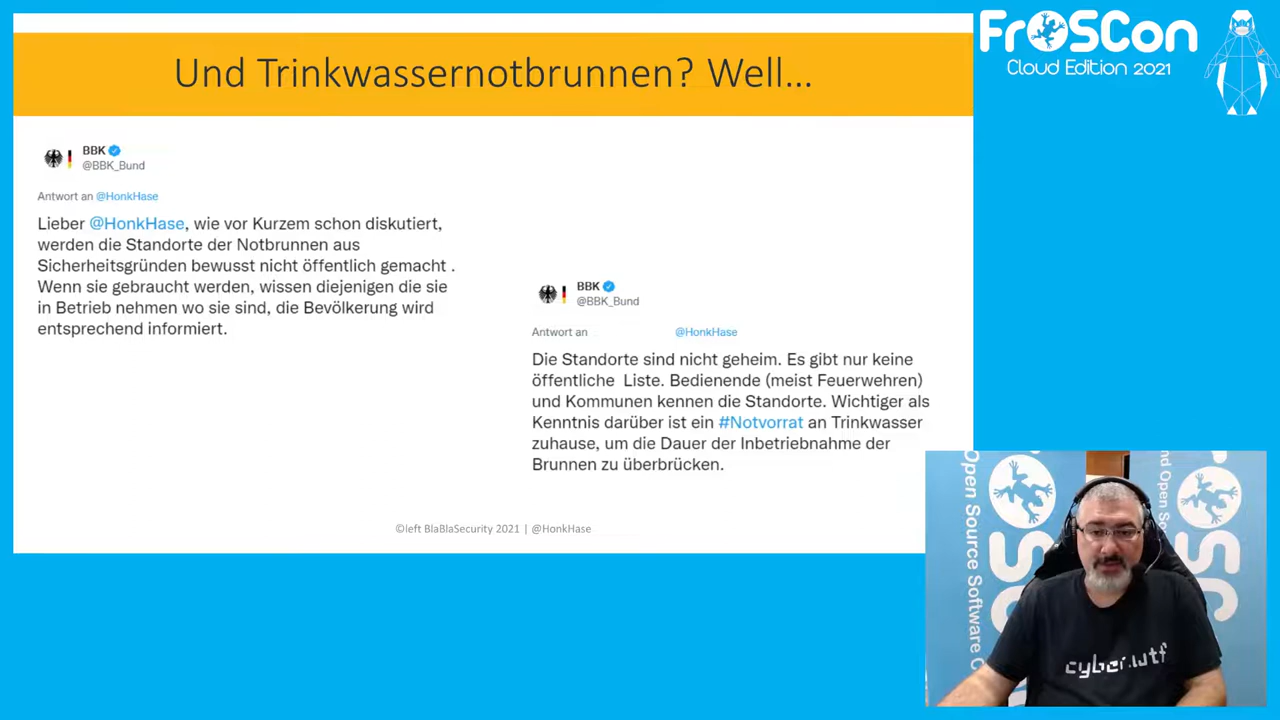 Und Trinkwassernotbrunnen? Well...
BBK
@BBK_Bund
Antwort an @HonkHase
Lieber @HonkHase, wie vor Kurzem schon diskutiert,
werden die Standorte der Notbrunnen aus
Sicherheitsgründen bewusst nicht öffentlich gemacht .
Wenn sie gebraucht werden, wissen diejenigen die sie
in Betrieb nehmen wo sie sind, die Bevölkerung wird
entsprechend informiert.
BBK
@BBK_Bund
Antwort an @HonkHase
Die Standorte sind nicht geheim. Es gibt nur keine
öffentliche Liste. Bedienende (meist Feuerwehren)
und Kommunen kennen die Standorte. Wichtiger als
Kenntnis darüber ist ein #Notvorrat an Trinkwasser
zuhause, um die Dauer der Inbetriebnahme der
Brunnen zu überbrücken.
©left BlaBlaSecurity 2021 | @HonkHase
FrOSCon
Cloud Edition 2021
Open Source Software
nd Open So
cyber.wtf